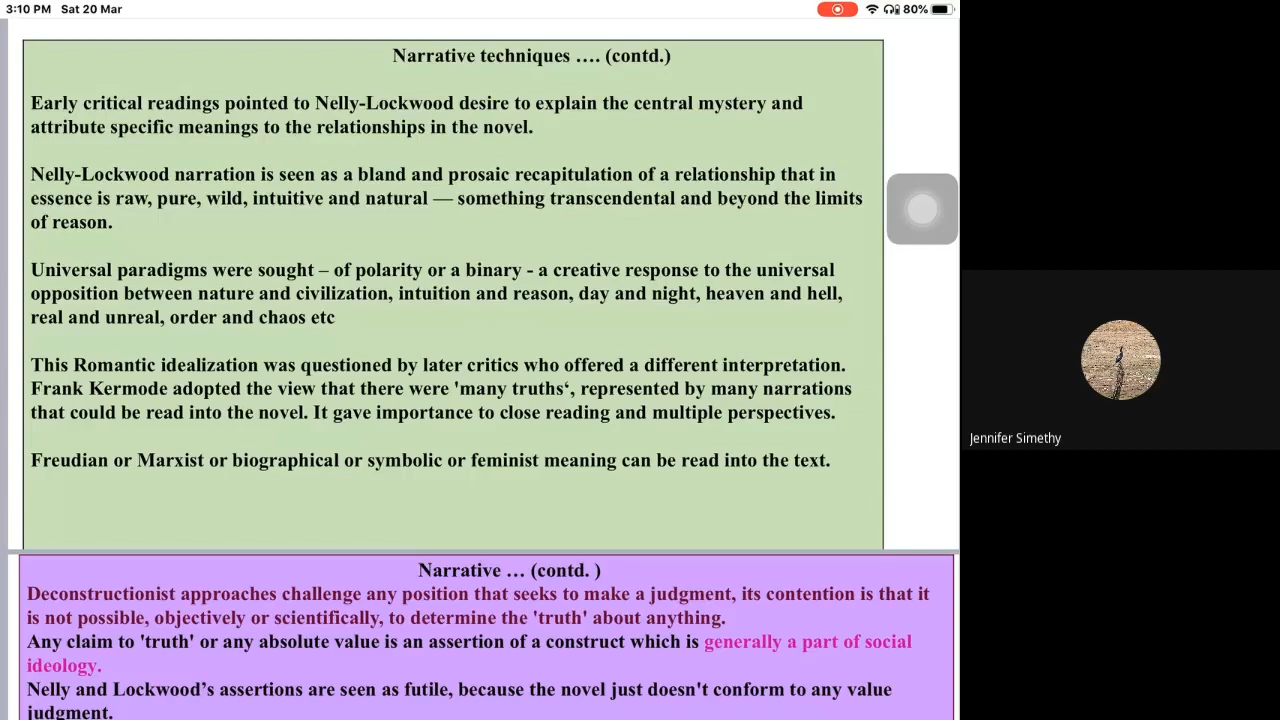 3:10 PM Sat 20 Mar
80%
Narrative techniques …. (contd.)
Early critical readings pointed to Nelly-Lockwood desire to explain the central mystery and
attribute specific meanings to the relationships in the novel.
Nelly-Lockwood narration is seen as a bland and prosaic recapitulation of a relationship that in
essence is raw, pure, wild, intuitive and natural — something transcendental and beyond the limits
of reason.
Universal paradigms were sought – of polarity or a binary - a creative response to the universal
opposition between nature and civilization, intuition and reason, day and night, heaven and hell,
real and unreal, order and chaos etc
This Romantic idealization was questioned by later critics who offered a different interpretation.
Frank Kermode adopted the view that there were 'many truths‘, represented by many narrations
that could be read into the novel. It gave importance to close reading and multiple perspectives.
Freudian or Marxist or biographical or symbolic or feminist meaning can be read into the text.
Jennifer Simethy
Narrative … (contd. )
Deconstructionist approaches challenge any position that seeks to make a judgment, its contention is that it
is not possible, objectively or scientifically, to determine the 'truth' about anything.
Any claim to 'truth' or any absolute value is an assertion of a construct which is generally a part of social
ideology.
Nelly and Lockwood’s assertions are seen as futile, because the novel just doesn't conform to any value
judgment.